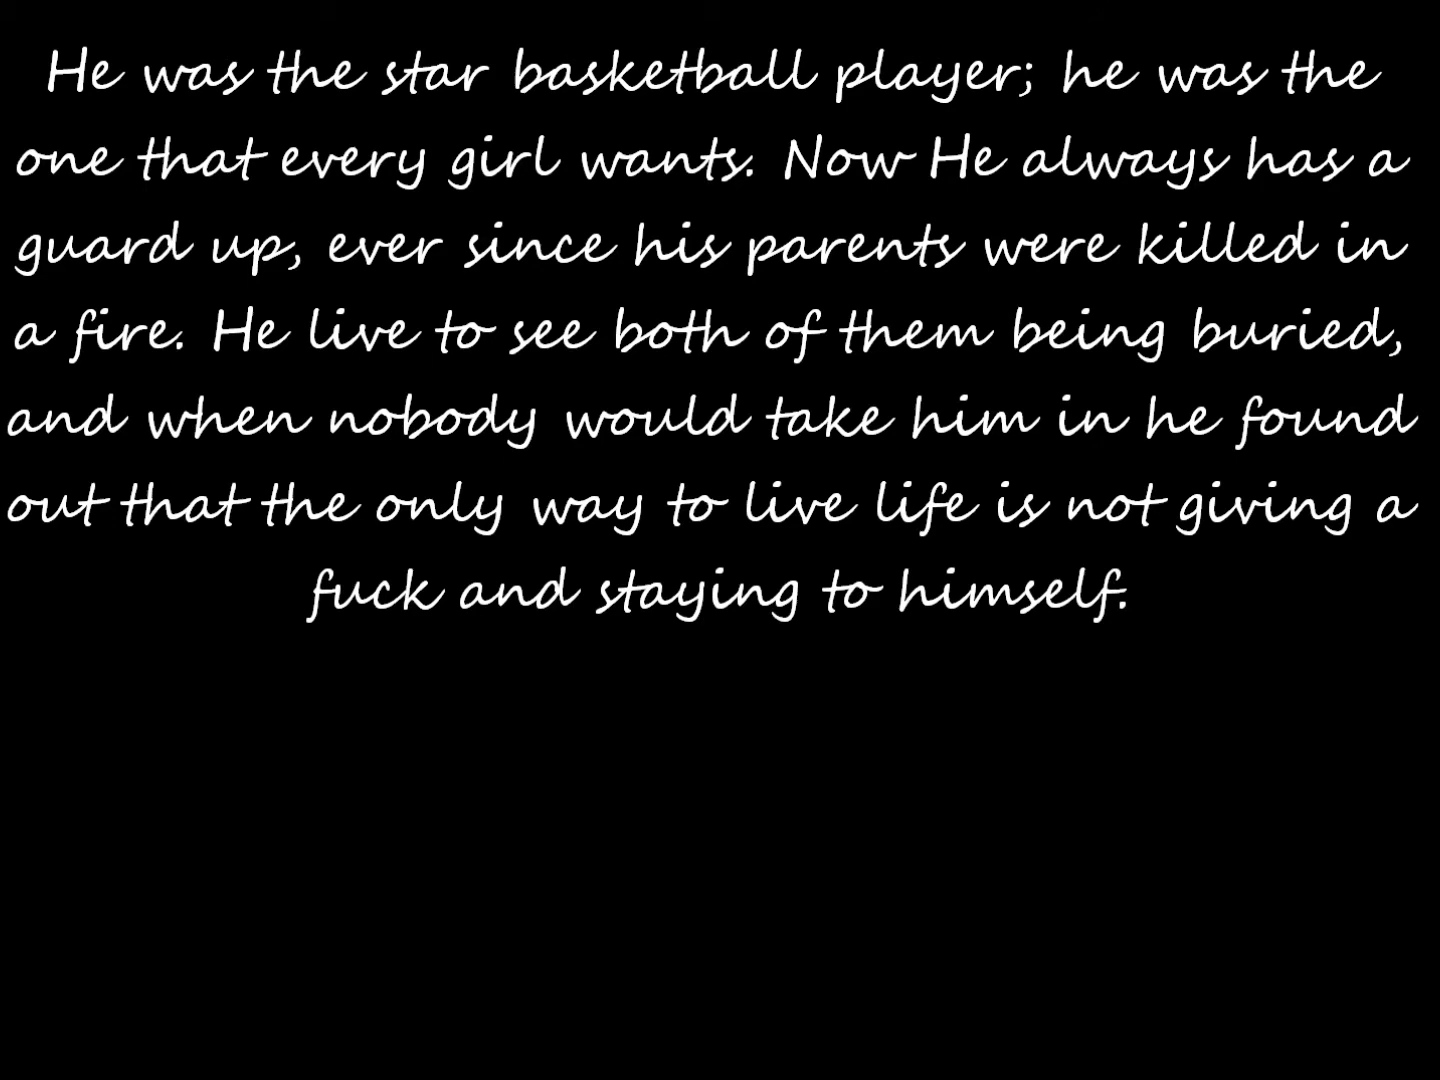 He was the star basketball player; he was the
one that every girl wants. Now He always has a
guard up, ever since his parents were killed in
a fire. He live to see both of them being buried,
and when nobody would take him in he found
out that the only way to live life is not giving a
fuck and staying to himself.